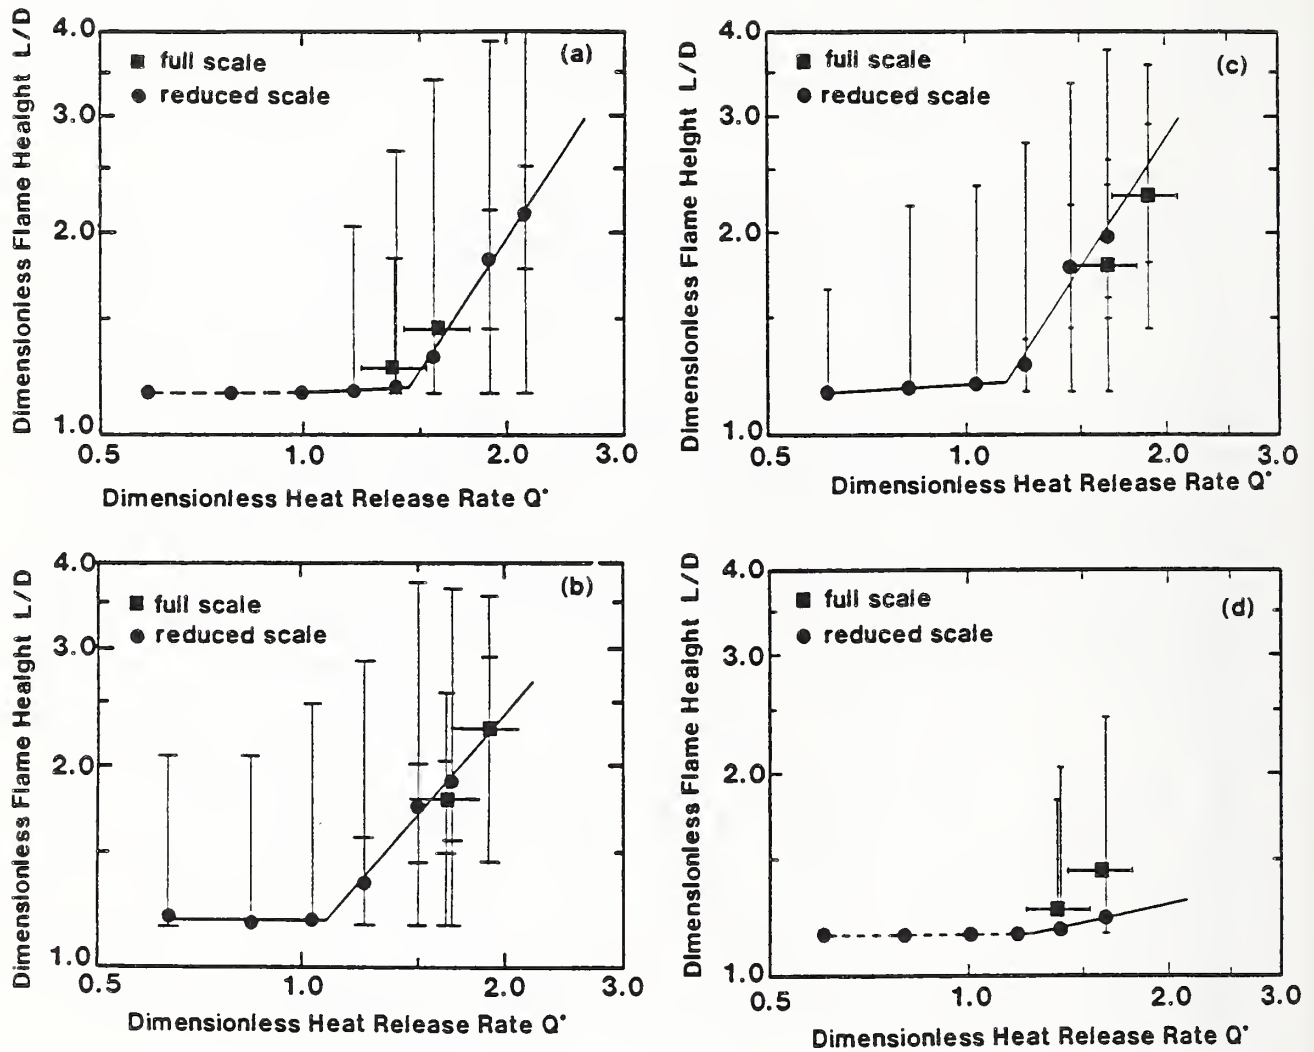 Dimensionless Flame Healght L/D
4.0
3.0
2.0
1.0
full scale
reduced scale
(a)
0.5 1.0 2.0 3.0
Dimensionless Heat Release Rate Q*
Dimensionless Flame Height L/D
4.0
3.0
2.0
1.0
full scale
reduced scale
(c)
0.5 1.0 2.0 3.0
Dimensionless Heat Release Rate Q*
Dimensionless Flame Healght L/D
4.0
3.0
2.0
1.0
full scale
reduced scale
(b)
0.5 1.0 2.0 3.0
Dimensionless Heat Release Rate Q*
Dimensionless Flame Healght L/D
4.0
3.0
2.0
1.0
full scale
reduced scale
(d)
0.5 1.0 2.0 3.0
Dimensionless Heat Release Rate Q*